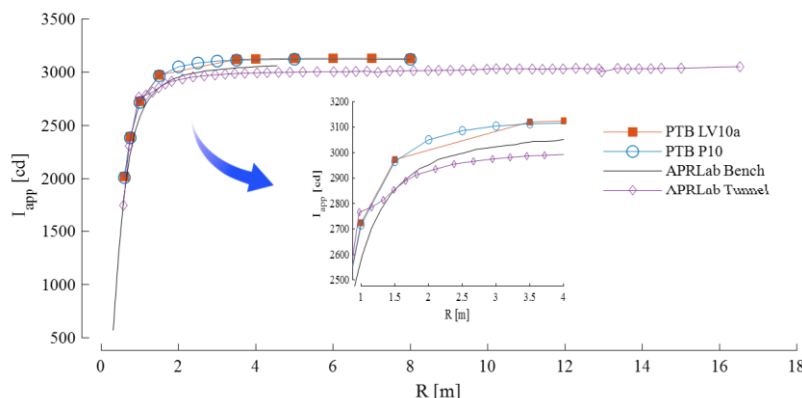 3500
3000
2500
2000
1500
1000
500
I_app [cd]
0 2 4 6 8 10 12 14 16 18
R [m]
3200
3100
3000
2900
2800
2700
2600
2500
I_app [cd]
1 1.5 2 2.5 3 3.5 4
R [m]
PTB LV10a
PTB P10
APRLab Bench
APRLab Tunnel